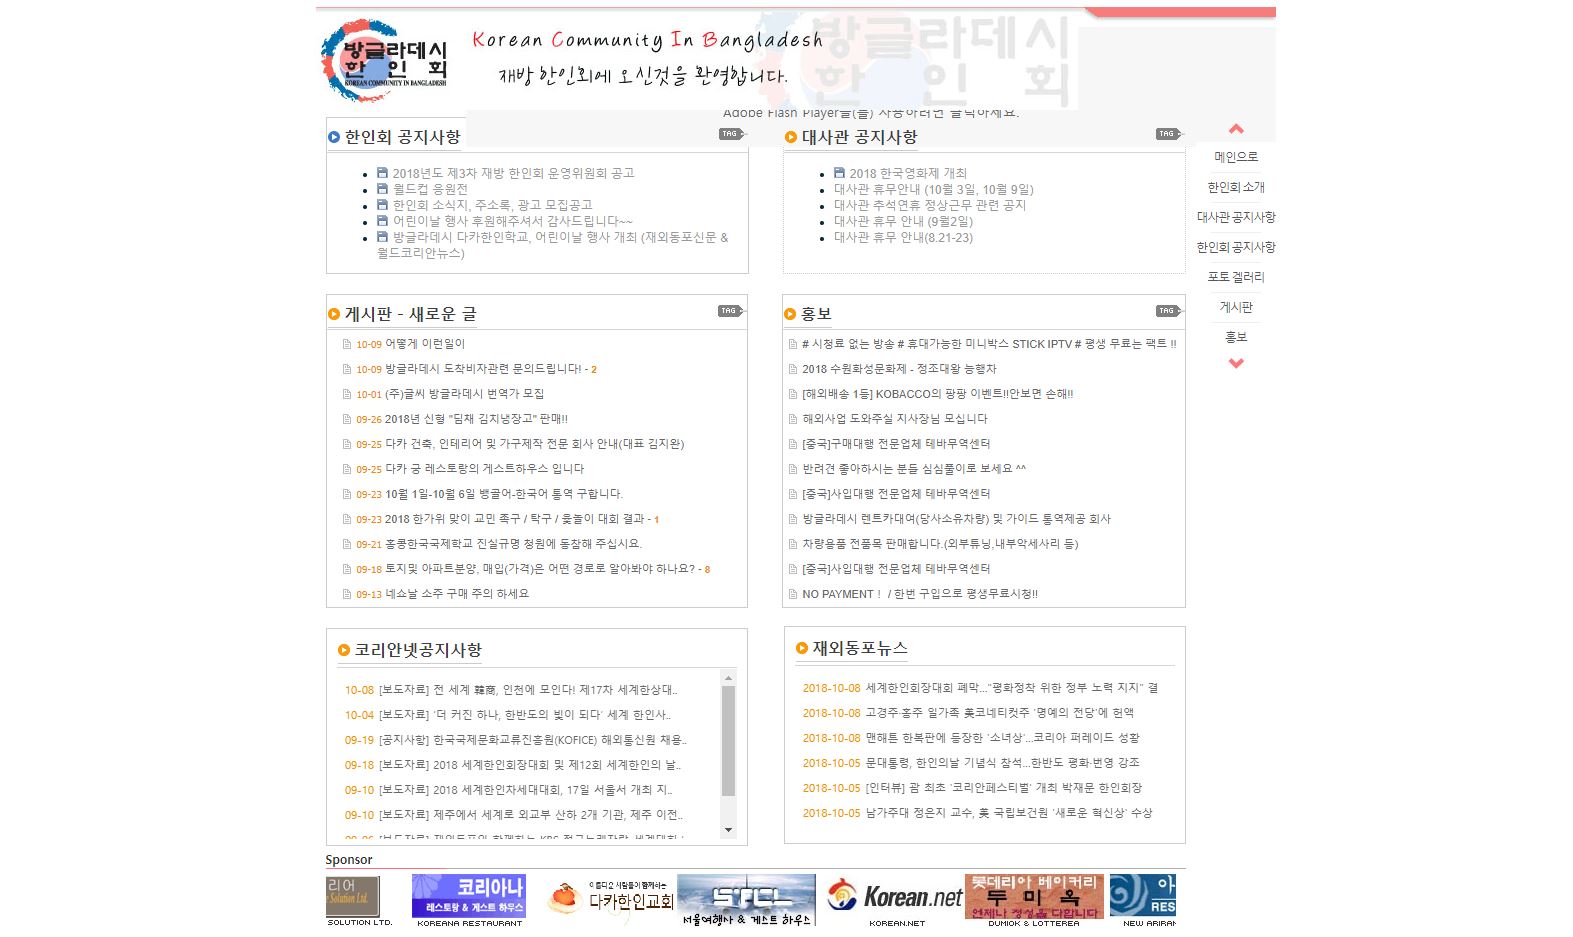 방글라데시
한인회
KOREAN COMMUNITY IN BANGLADESH
Korean Community In Bangladesh
재방 한인회에 오신것을 환영합니다.
방글라데시
한인회
Adobe Flash Player을(를) 사용하려면 클릭하세요.
한인회 공지사항
TAG
2018년도 제3차 재방 한인회 운영위원회 공고
월드컵 응원전
한인회 소식지, 주소록, 광고 모집공고
어린이날 행사 후원해주셔서 감사드립니다~~
방글라데시 다카한인학교, 어린이날 행사 개최 (재외동포신문 &
월드코리안뉴스)
대사관 공지사항
TAG
2018 한국영화제 개최
대사관 휴무안내 (10월 3일, 10월 9일)
대사관 추석연휴 정상근무 관련 공지
대사관 휴무 안내 (9월2일)
대사관 휴무 안내(8.21-23)
메인으로
한인회 소개
대사관 공지사항
한인회 공지사항
포토 겔러리
게시판
홍보
게시판 - 새로운 글
TAG
10-09 어떻게 이런일이
10-09 방글라데시 도착비자관련 문의드립니다! - 2
10-01 (주)글씨 방글라데시 번역가 모집
09-26 2018년 신형 "딤채 김치냉장고" 판매!!
09-25 다카 건축, 인테리어 및 가구제작 전문 회사 안내(대표 김지완)
09-25 다카 궁 레스토랑의 게스트하우스 입니다
09-23 10월 1일-10월 6일 뱅골어-한국어 통역 구합니다.
09-23 2018 한가위 맞이 교민 족구 / 탁구 / 윷놀이 대회 결과 - 1
09-21 홍콩한국국제학교 진실규명 청원에 동참해 주십시요.
09-18 토지및 아파트분양, 매입(가격)은 어떤 경로로 알아봐야 하나요? - 8
09-13 네쇼날 소주 구매 주의 하세요
홍보
TAG
# 시청료 없는 방송 # 휴대가능한 미니박스 STICK IPTV # 평생 무료는 팩트 !!
2018 수원화성문화제 - 정조대왕 능행차
[해외배송 1등] KOBACCO의 팡팡 이벤트!!안보면 손해!!
해외사업 도와주실 지사장님 모십니다
[중국]구매대행 전문업체 테바무역센터
반려견 좋아하시는 분들 심심풀이로 보세요 ^^
[중국]사입대행 전문업체 테바무역센터
방글라데시 렌트카대여(당사소유차량) 및 가이드 통역제공 회사
차량용품 전품목 판매합니다.(외부튜닝,내부악세사리 등)
[중국]사입대행 전문업체 테바무역센터
NO PAYMENT！ / 한번 구입으로 평생무료시청!!
코리안넷공지사항
10-08 [보도자료] 전 세계 韓商, 인천에 모인다! 제17차 세계한상대..
10-04 [보도자료] '더 커진 하나, 한반도의 빛이 되다' 세계 한인사..
09-19 [공지사항] 한국국제문화교류진흥원(KOFICE) 해외통신원 채용..
09-18 [보도자료] 2018 세계한인회장대회 및 제12회 세계한인의 날..
09-10 [보도자료] 2018 세계한인차세대대회, 17일 서울서 개최 지..
09-10 [보도자료] 제주에서 세계로 외교부 산하 2개 기관, 제주 이전..
재외동포뉴스
2018-10-08 세계한인회장대회 폐막..."평화정착 위한 정부 노력 지지" 결
2018-10-08 고경주·홍주 일가족 美코네티컷주 '명예의 전당'에 헌액
2018-10-08 맨해튼 한복판에 등장한 '소녀상'...코리아 퍼레이드 성황
2018-10-05 문대통령, 한인의날 기념식 참석...한반도 평화·번영 강조
2018-10-05 [인터뷰] 괌 최초 '코리안페스티벌' 개최 박재문 한인회장
2018-10-05 남가주대 정은지 교수, 美 국립보건원 '새로운 혁신상' 수상
Sponsor
리어
Solution Ltd.
SOLUTION LTD.
코리아나
레스토랑 & 게스트 하우스
KOREANA RESTAURANT
아름다운 사람들이 함께하는
다카한인교회
STCL
서울여행사 & 게스트 하우스
Korean.net
KOREAN.NET
롯데리아 베이커리
두미옥
언제나 정성을 다합니다
DUMIOK & LOTTEREA
아
RES
NEW ARIRAN